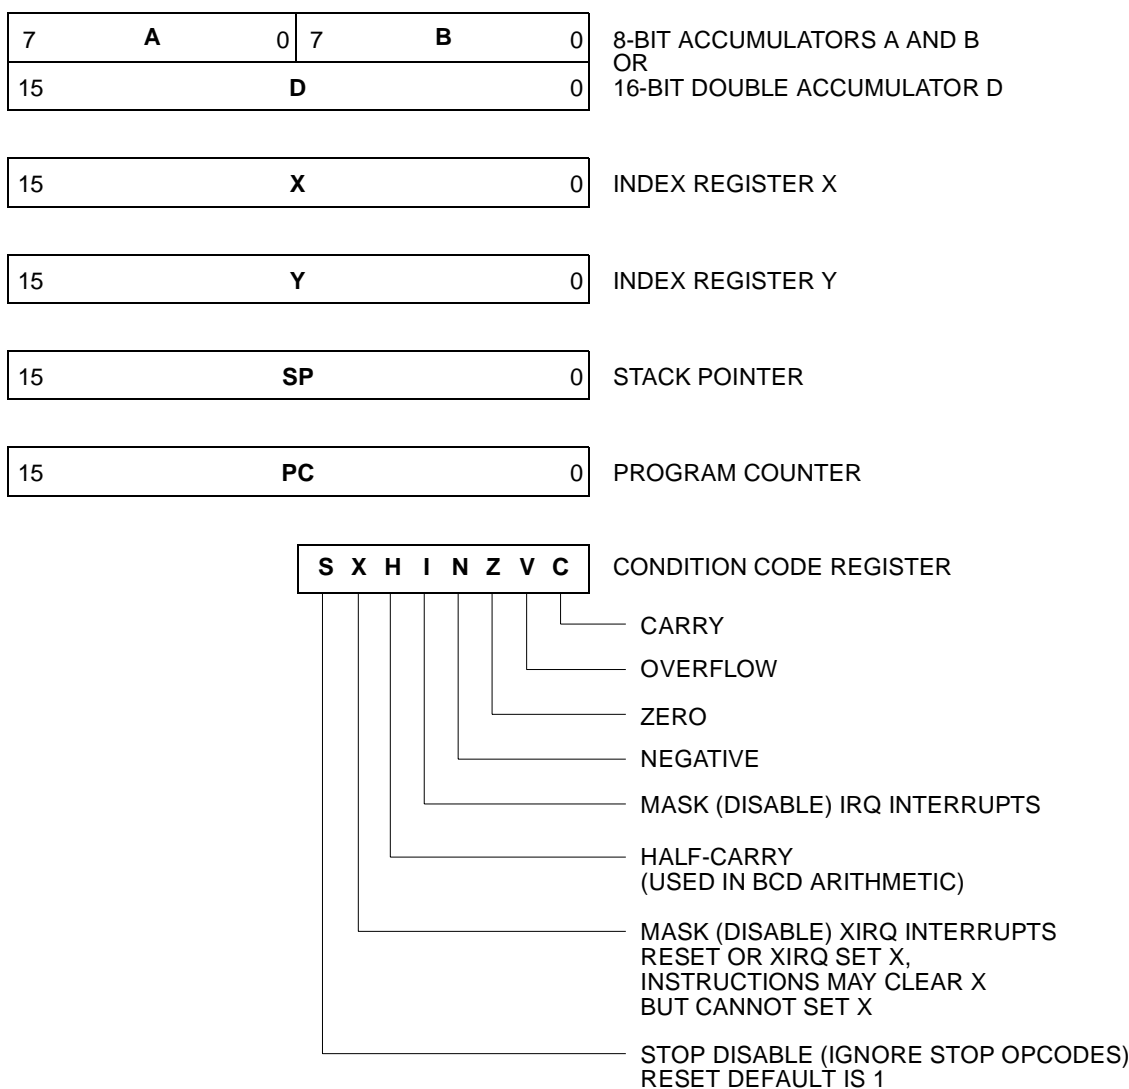 7 A 0 7 B 0 8-BIT ACCUMULATORS A AND B
OR
15 D 0 16-BIT DOUBLE ACCUMULATOR D
15 X 0 INDEX REGISTER X
15 Y 0 INDEX REGISTER Y
15 SP 0 STACK POINTER
15 PC 0 PROGRAM COUNTER
S X H I N Z V C CONDITION CODE REGISTER
CARRY
OVERFLOW
ZERO
NEGATIVE
MASK (DISABLE) IRQ INTERRUPTS
HALF-CARRY
(USED IN BCD ARITHMETIC)
MASK (DISABLE) XIRQ INTERRUPTS
RESET OR XIRQ SET X,
INSTRUCTIONS MAY CLEAR X
BUT CANNOT SET X
STOP DISABLE (IGNORE STOP OPCODES)
RESET DEFAULT IS 1